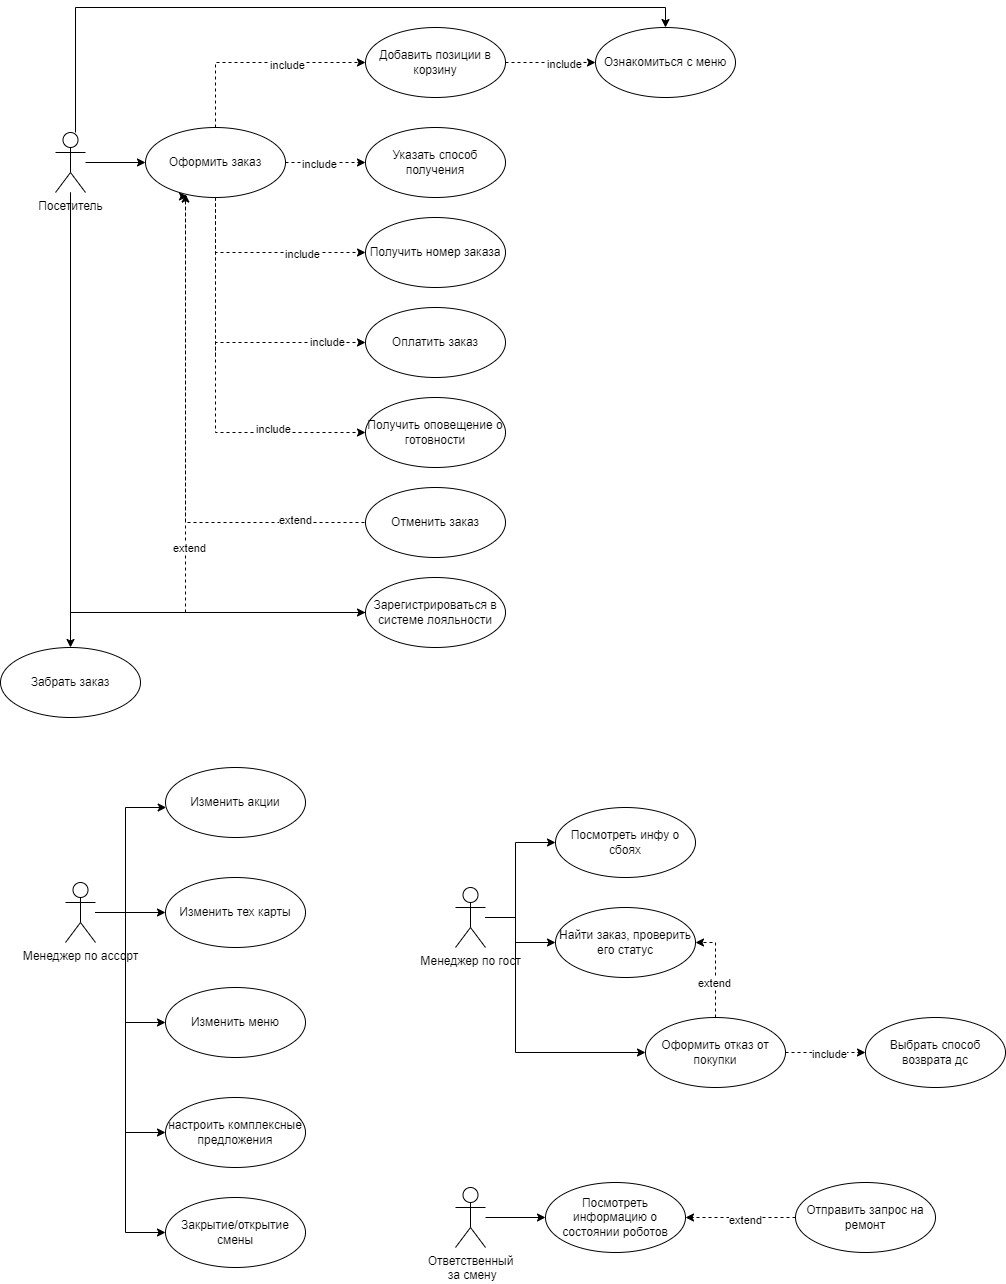 include
Добавить позиции в
корзину
include
Ознакомиться с меню
Посетитель
Оформить заказ
include
Указать способ
получения
include
Получить номер заказа
include
Оплатить заказ
include
Получить оповещение о
готовности
extend
Отменить заказ
extend
Зарегистрироваться в
системе лояльности
Забрать заказ
Менеджер по ассорт
Изменить акции
Изменить тех карты
Изменить меню
настроить комплексные
предложения
Закрытие/открытие
смены
Менеджер по гост
Посмотреть инфу о
сбоях
Найти заказ, проверить
его статус
extend
Оформить отказ от
покупки
include
Выбрать способ
возврата дс
Ответственный
за смену
Посмотреть
информацию о
состоянии роботов
extend
Отправить запрос на
ремонт